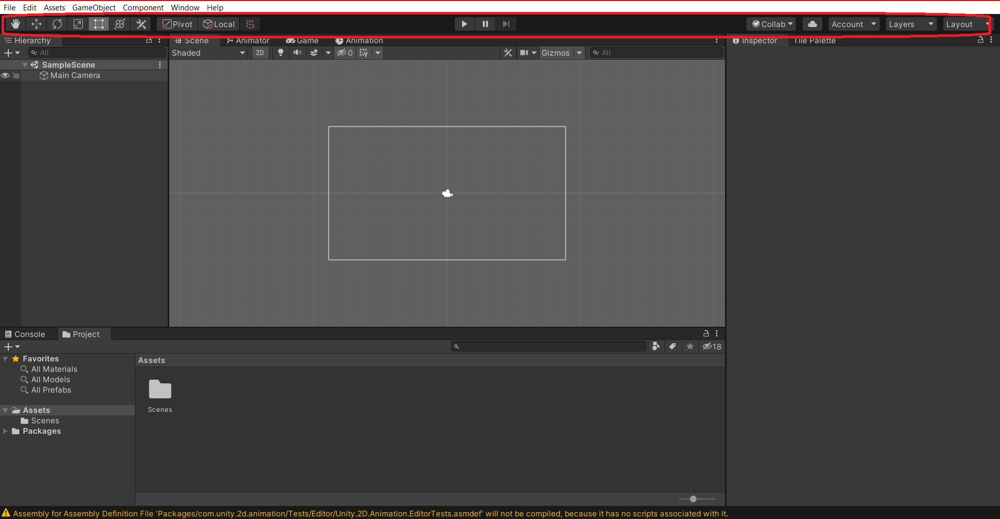 File Edit Assets GameObject Component Window Help
Pivot Local Collab Account Layers Layout
Hierarchy Scene Animator Game Animation Inspector Tile Palette
All Shaded 2D 0 Gizmos All
SampleScene
Main Camera
Console Project
18
Favorites Assets
All Materials
All Models
All Prefabs
Scenes
Assets
Scenes
Packages
Assembly for Assembly Definition File 'Packages/com.unity.2d.animation/Tests/Editor/Unity.2D.Animation.EditorTests.asmdef' will not be compiled, because it has no scripts associated with it.